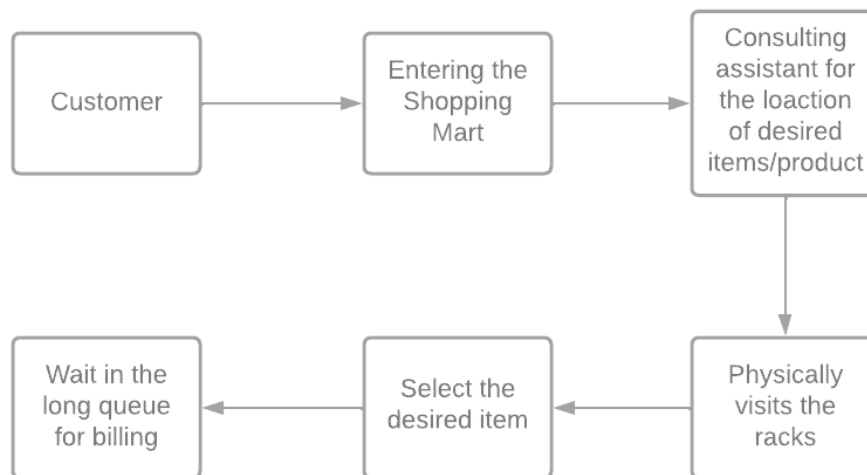 Customer
Entering the
Shopping
Mart
Consulting
assistant for
the loaction
of desired
items/product
Physically
visits the
racks
Select the
desired item
Wait in the
long queue
for billing